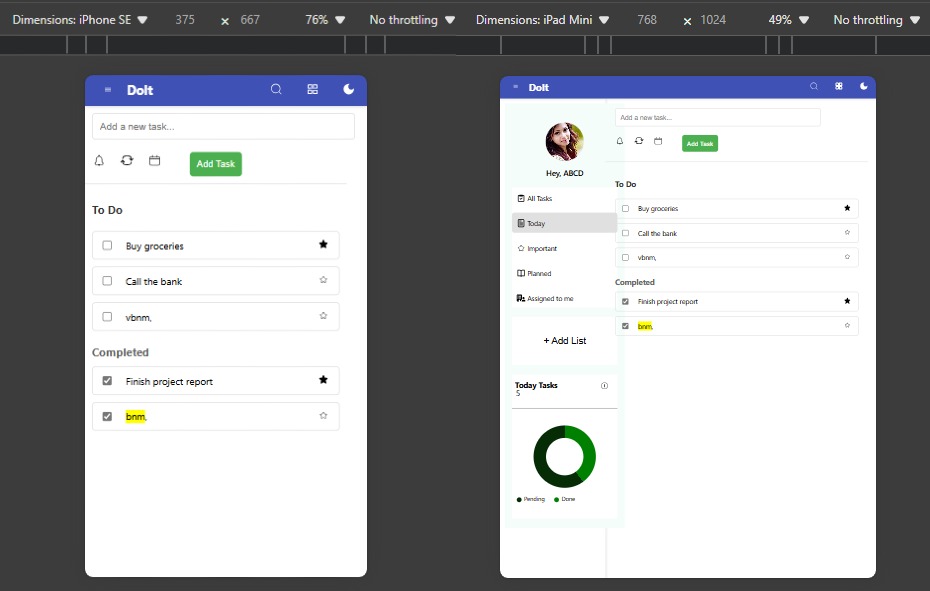 Dimensions: iPhone SE 375 x 667 76% No throttling
DoIt
Add a new task...
Add Task
To Do
Buy groceries
Call the bank
vbnm,
Completed
Finish project report
bnm,
Dimensions: iPad Mini 768 x 1024 49% No throttling
DoIt
Hey, ABCD
All Tasks
Today
Important
Planned
Assigned to me
+ Add List
Today Tasks
5
Pending Done
Add a new task...
Add Task
To Do
Buy groceries
Call the bank
vbnm,
Completed
Finish project report
bnm,